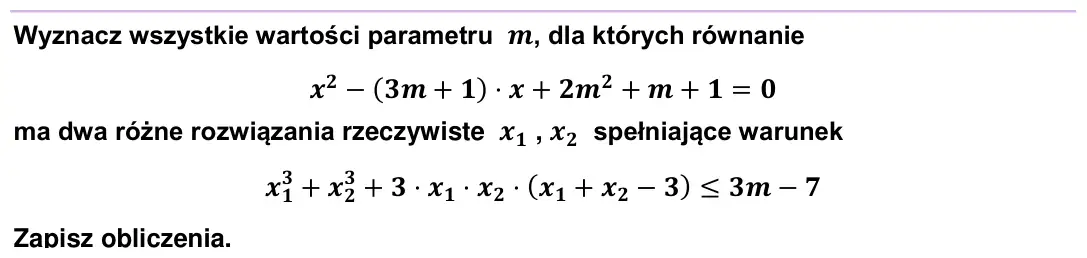 Wyznacz wszystkie wartości parametru m, dla których równanie
x² − (3m + 1) · x + 2m² + m + 1 = 0
ma dwa różne rozwiązania rzeczywiste x₁ , x₂ spełniające warunek
x₁³ + x₂³ + 3 · x₁ · x₂ · (x₁ + x₂ − 3) ≤ 3m − 7
Zapisz obliczenia.